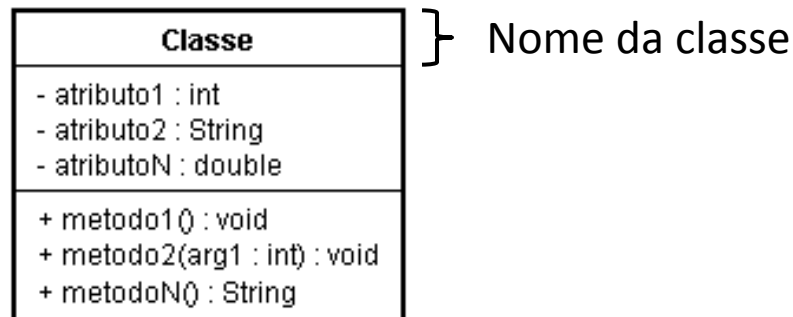 Classe
Nome da classe
- atributo1 : int
- atributo2 : String
- atributoN : double
+ metodo1() : void
+ metodo2(arg1 : int) : void
+ metodoN() : String